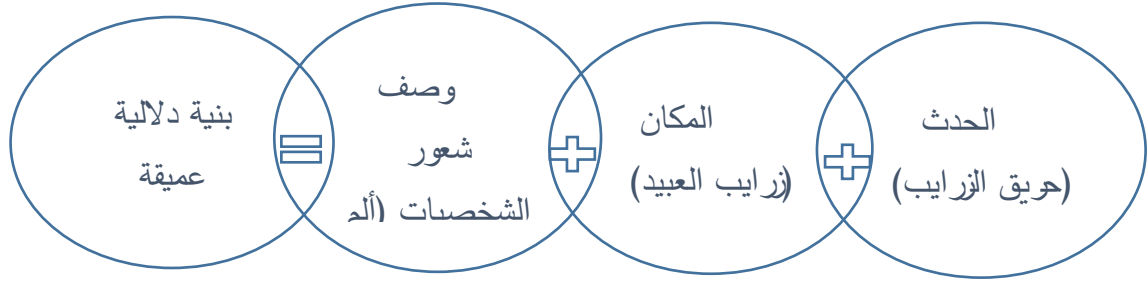 الحدث
(حريق الزرايب)
+
المكان
(زرايب العبيد)
+
وصف
شعور
الشخصيات (ألم
=
بنية دلالية
عميقة